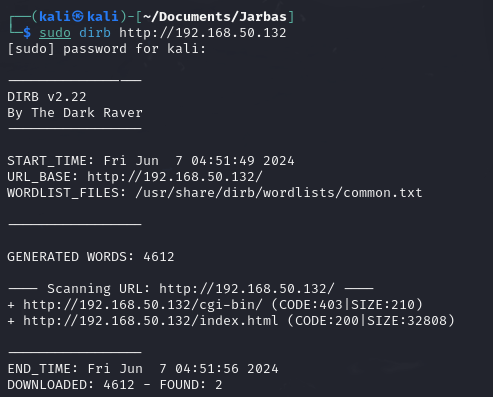 ┌──(kali㉿kali)-[~/Documents/Jarbas]
└─$ sudo dirb http://192.168.50.132
[sudo] password for kali:
-----------------
DIRB v2.22
By The Dark Raver
-----------------
START_TIME: Fri Jun  7 04:51:49 2024
URL_BASE: http://192.168.50.132/
WORDLIST_FILES: /usr/share/dirb/wordlists/common.txt
-----------------
GENERATED WORDS: 4612
---- Scanning URL: http://192.168.50.132/ ----
+ http://192.168.50.132/cgi-bin/ (CODE:403|SIZE:210)
+ http://192.168.50.132/index.html (CODE:200|SIZE:32808)
-----------------
END_TIME: Fri Jun  7 04:51:56 2024
DOWNLOADED: 4612 - FOUND: 2